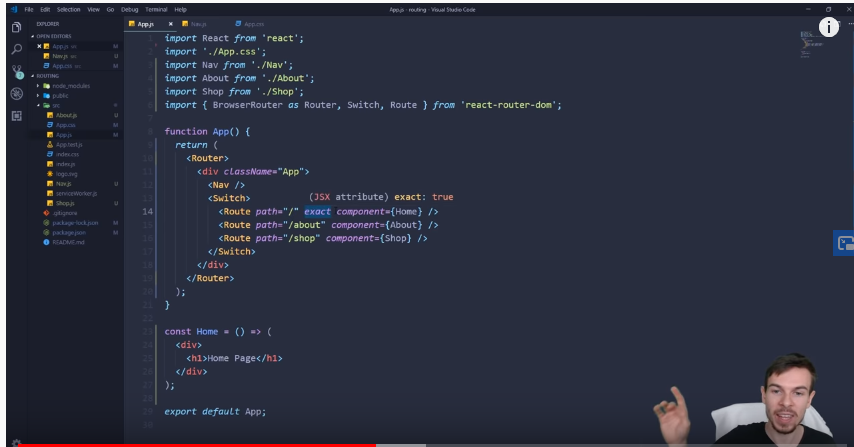 File Edit Selection View Go Debug Terminal Help
App.js - routing - Visual Studio Code
EXPLORER
App.js × Nav.js App.css
OPEN EDITORS
× App.js src M
Nav.js src U
App.css src M
ROUTING
node_modules
public
src
About.js U
App.css M
App.js M
App.test.js
index.css
index.js
logo.svg
Nav.js U
serviceWorker.js
Shop.js U
.gitignore
package-lock.json M
package.json M
README.md
import React from 'react';
import './App.css';
import Nav from './Nav';
import About from './About';
import Shop from './Shop';
import { BrowserRouter as Router, Switch, Route } from 'react-router-dom';
function App() {
return (
<Router>
<div className="App">
<Nav />
<Switch>
(JSX attribute) exact: true
14 <Route path="/" exact component={Home} />
<Route path="/about" component={About} />
<Route path="/shop" component={Shop} />
</Switch>
</div>
</Router>
);
}
const Home = () => (
<div>
<h1>Home Page</h1>
</div>
);
export default App;